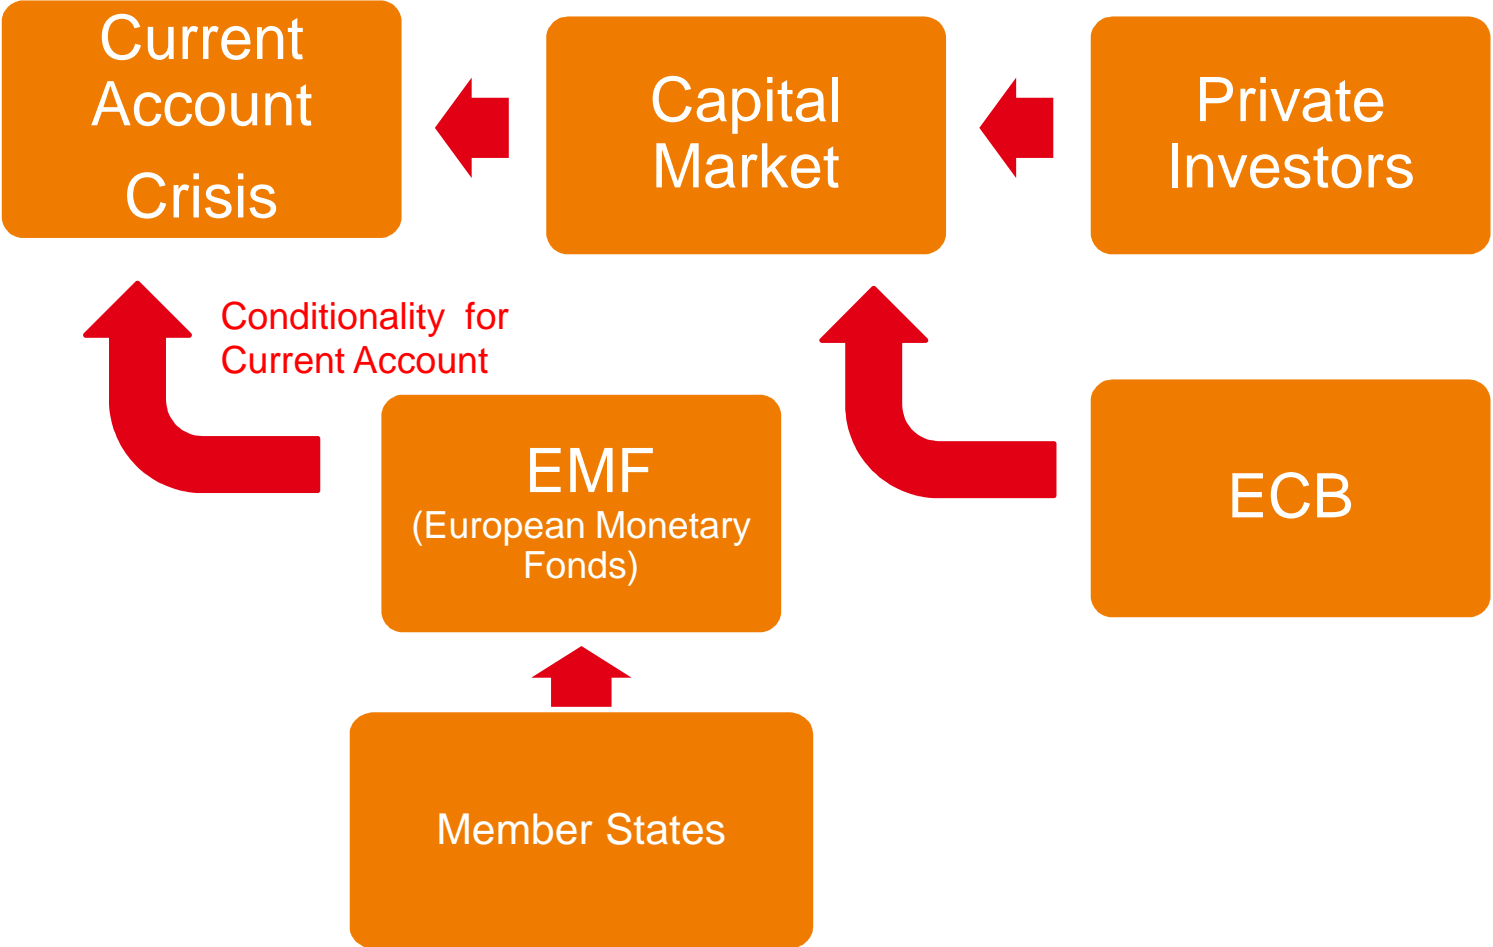 Current
Account
Crisis
Capital
Market
Private
Investors
Conditionality for
Current Account
EMF
(European Monetary
Fonds)
ECB
Member States